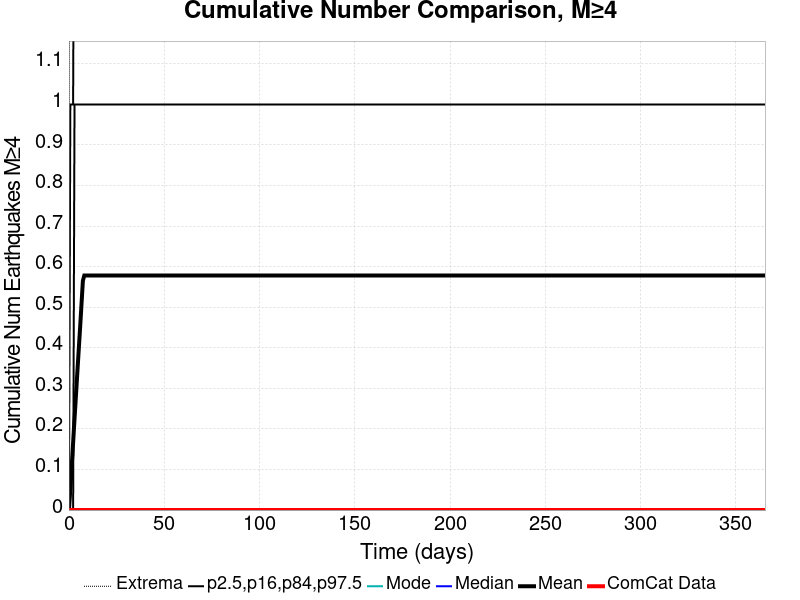 Cumulative Number Comparison, M≥4
Cumulative Num Earthquakes M≥4
1.1
1
0.9
0.8
0.7
0.6
0.5
0.4
0.3
0.2
0.1
0
0 50 100 150 200 250 300 350
Time (days)
Extrema p2.5,p16,p84,p97.5 Mode Median Mean ComCat Data